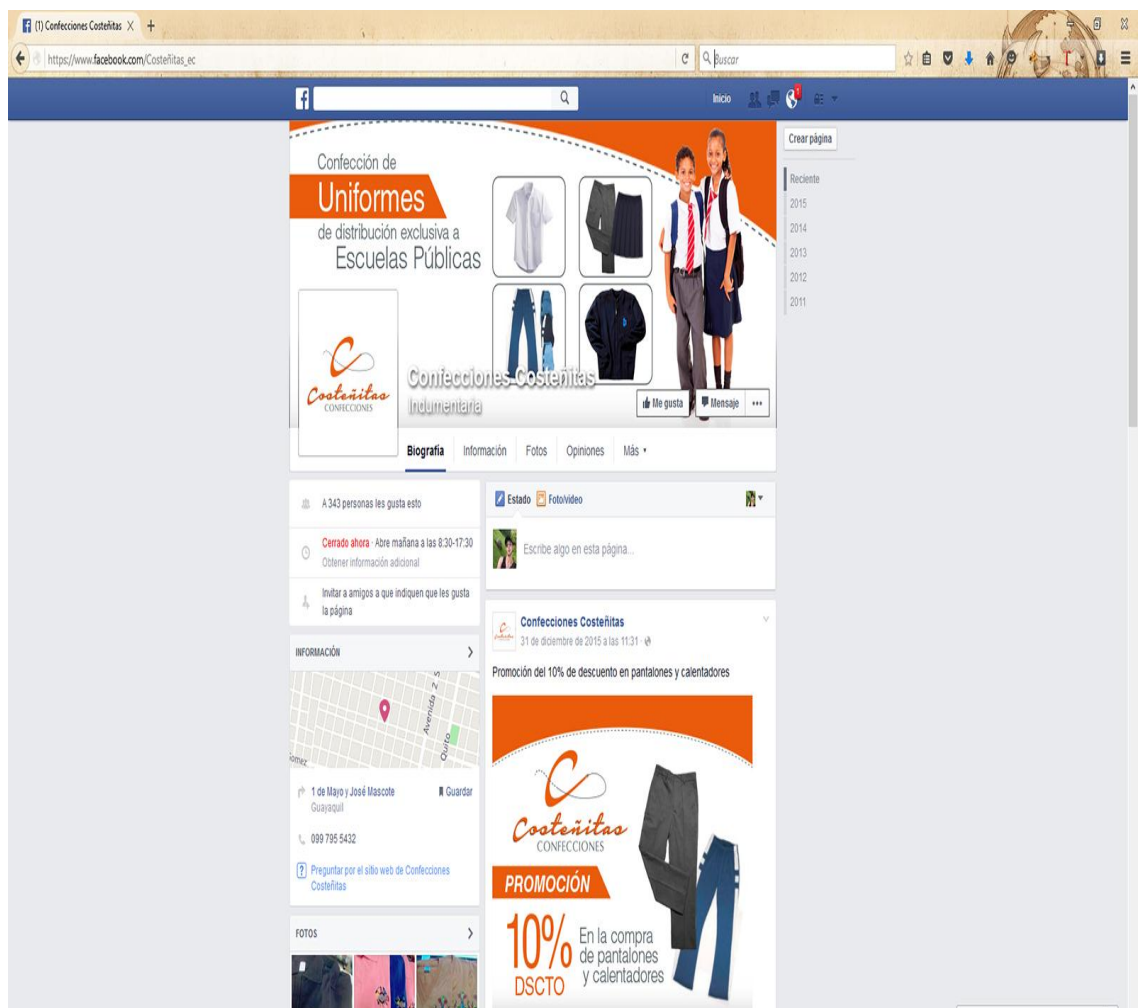 (1) Confecciones Costeñitas
https://www.facebook.com/Costeñitas_ec
Buscar
Inicio
1
Crear página
Reciente
2015
2014
2013
2012
2011
Confección de
Uniformes
de distribución exclusiva a
Escuelas Públicas
Costeñitas
CONFECCIONES
Confecciones Costeñitas
Indumentaria
Me gusta
Mensaje
Biografía Información Fotos Opiniones Más
A 343 personas les gusta esto
Cerrado ahora · Abre mañana a las 8:30-17:30
Obtener información adicional
Invitar a amigos a que indiquen que les gusta
la página
INFORMACIÓN
Avenida 2 S
Quito
Gomez
1 de Mayo y José Mascote Guardar
Guayaquil
099 795 5432
Preguntar por el sitio web de Confecciones
Costeñitas
FOTOS
Estado Foto/video
Escribe algo en esta página...
Confecciones Costeñitas
31 de diciembre de 2015 a las 11:31 ·
Promoción del 10% de descuento en pantalones y calentadores
Costeñitas
CONFECCIONES
PROMOCIÓN
10%
DSCTO
En la compra
de pantalones
y calentadores